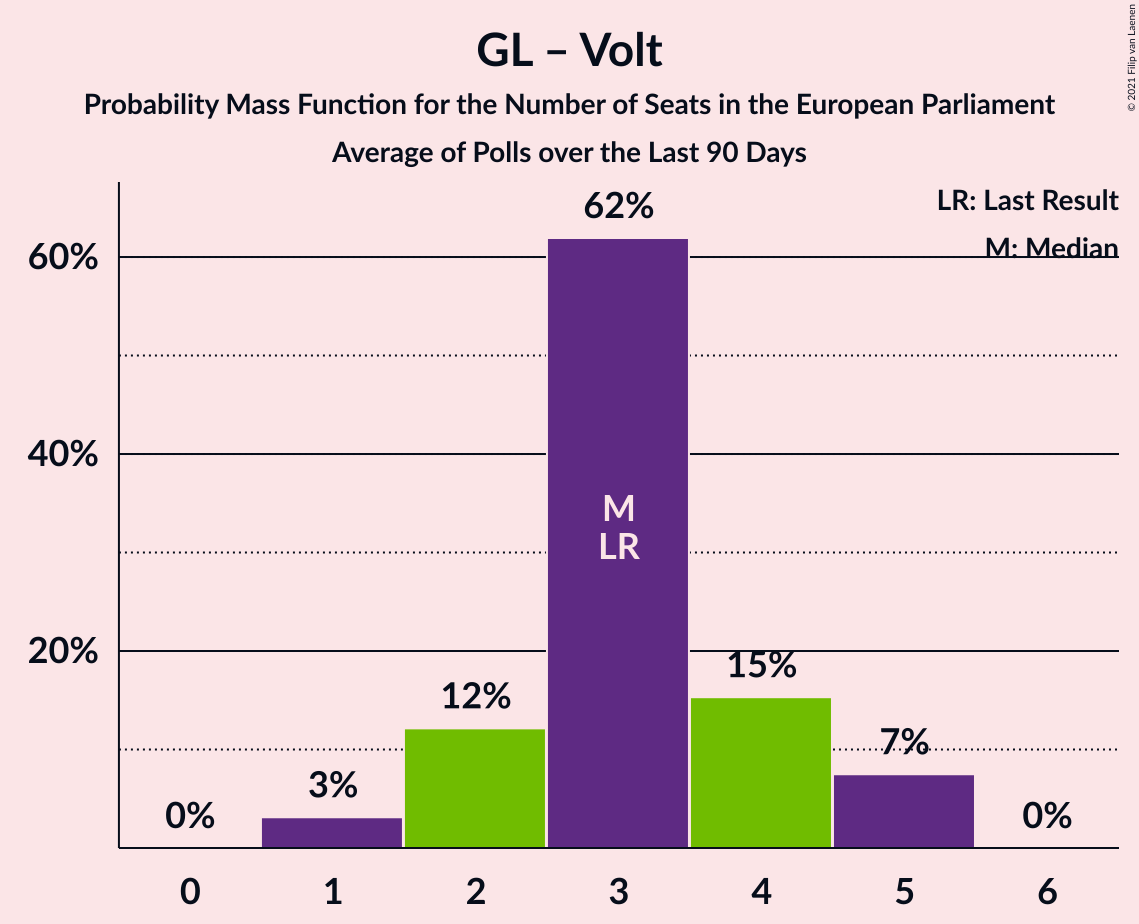 GL – Volt
Probability Mass Function for the Number of Seats in the European Parliament
Average of Polls over the Last 90 Days
© 2021 Filip van Laenen
LR: Last Result
M: Median
60%
40%
20%
0%
3%
12%
62%
15%
7%
0%
M
LR
0
1
2
3
4
5
6